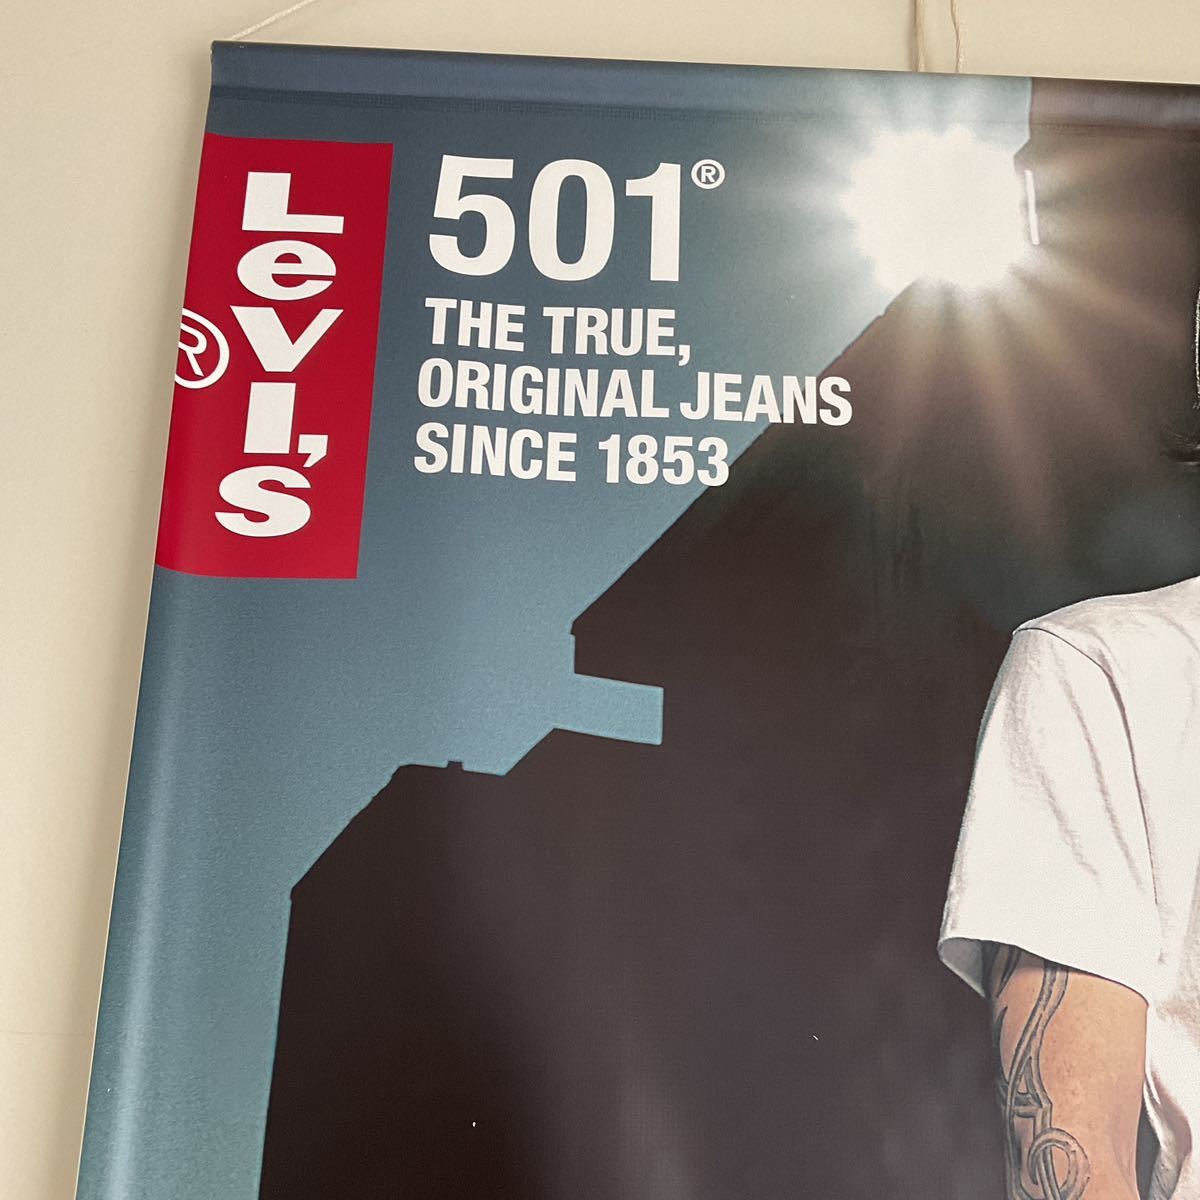 Levi's
®
501®
THE TRUE,
ORIGINAL JEANS
SINCE 1853